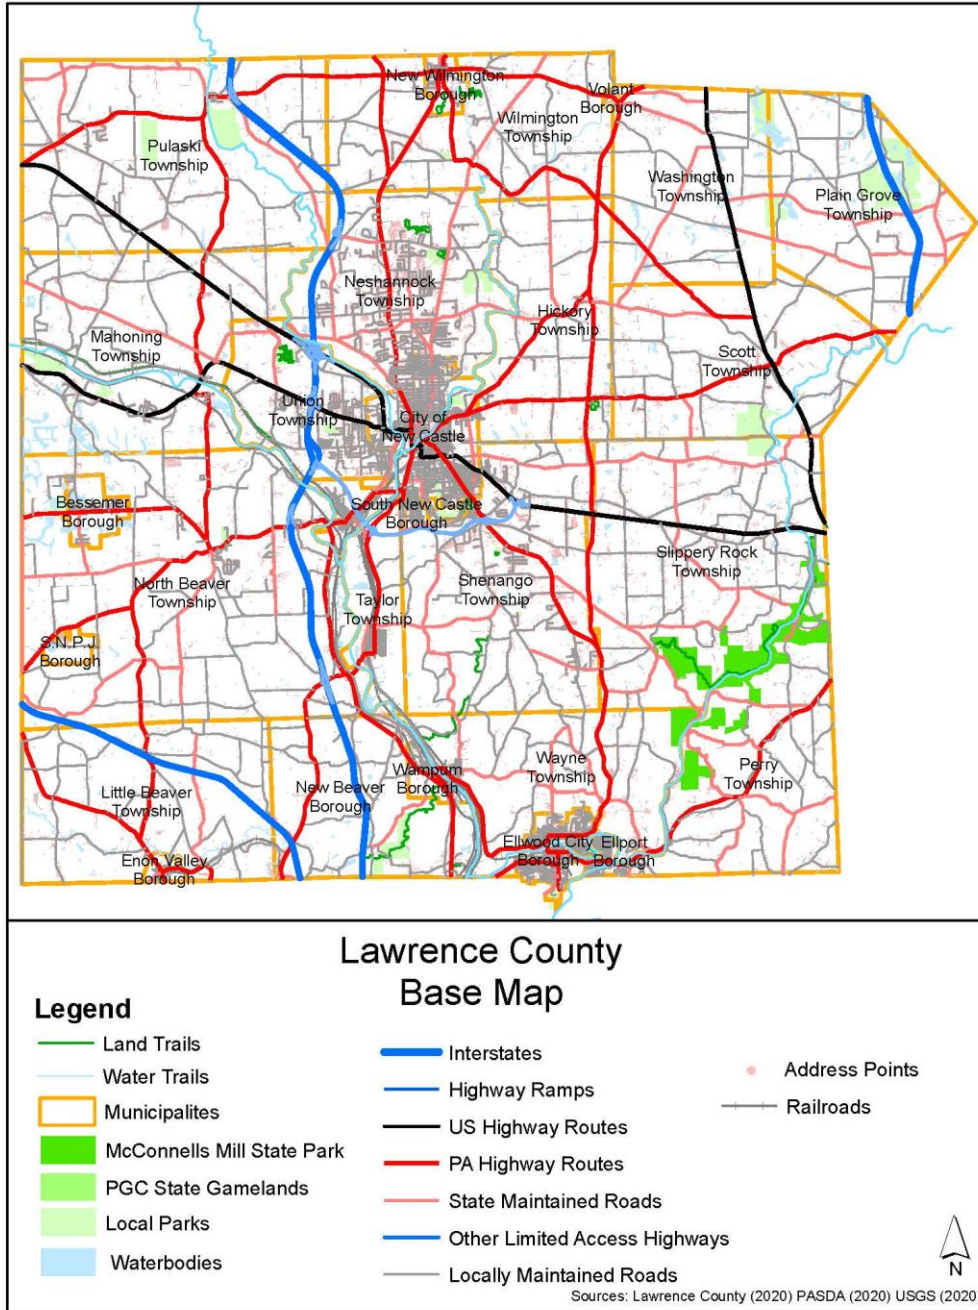 New Wilmington
Borough
Volant
Borough
Wilmington
Township
Pulaski
Township
Washington
Township
Plain Grove
Township
Neshannock
Township
Hickory
Township
Mahoning
Township
Scott
Township
Union
Township
City of
New Castle
Bessemer
Borough
South New Castle
Borough
Slippery Rock
Township
North Beaver
Township
Taylor
Township
Shenango
Township
S.N.P.J.
Borough
Wayne
Township
Perry
Township
Little Beaver
Township
New Beaver
Borough
Wampum
Borough
Ellwood City
Borough
Ellport
Borough
Enon Valley
Borough
Lawrence County
Base Map
Legend
Land Trails
Water Trails
Municipalites
McConnells Mill State Park
PGC State Gamelands
Local Parks
Waterbodies
Interstates
Highway Ramps
US Highway Routes
PA Highway Routes
State Maintained Roads
Other Limited Access Highways
Locally Maintained Roads
Address Points
Railroads
N
Sources: Lawrence County (2020) PASDA (2020) USGS (2020